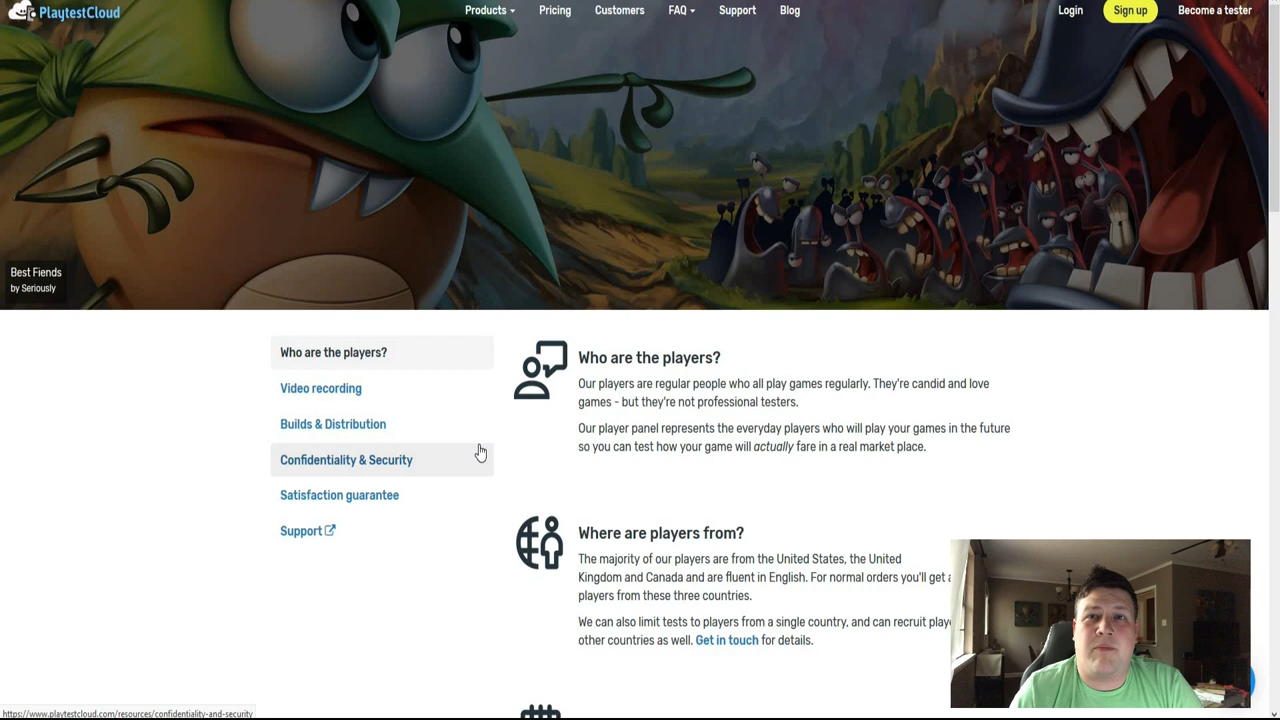 PlaytestCloud
Products
Pricing
Customers
FAQ
Support
Blog
Login
Sign up
Become a tester
Best Fiends
by Seriously
Who are the players?
Video recording
Builds & Distribution
Confidentiality & Security
Satisfaction guarantee
Support
Who are the players?
Our players are regular people who all play games regularly. They're candid and love
games - but they're not professional testers.
Our player panel represents the everyday players who will play your games in the future
so you can test how your game will actually fare in a real market place.
Where are players from?
The majority of our players are from the United States, the United
Kingdom and Canada and are fluent in English. For normal orders you'll get
players from these three countries.
We can also limit tests to players from a single country, and can recruit
other countries as well. Get in touch for details.
https://www.playtestcloud.com/resources/confidentiality-and-security